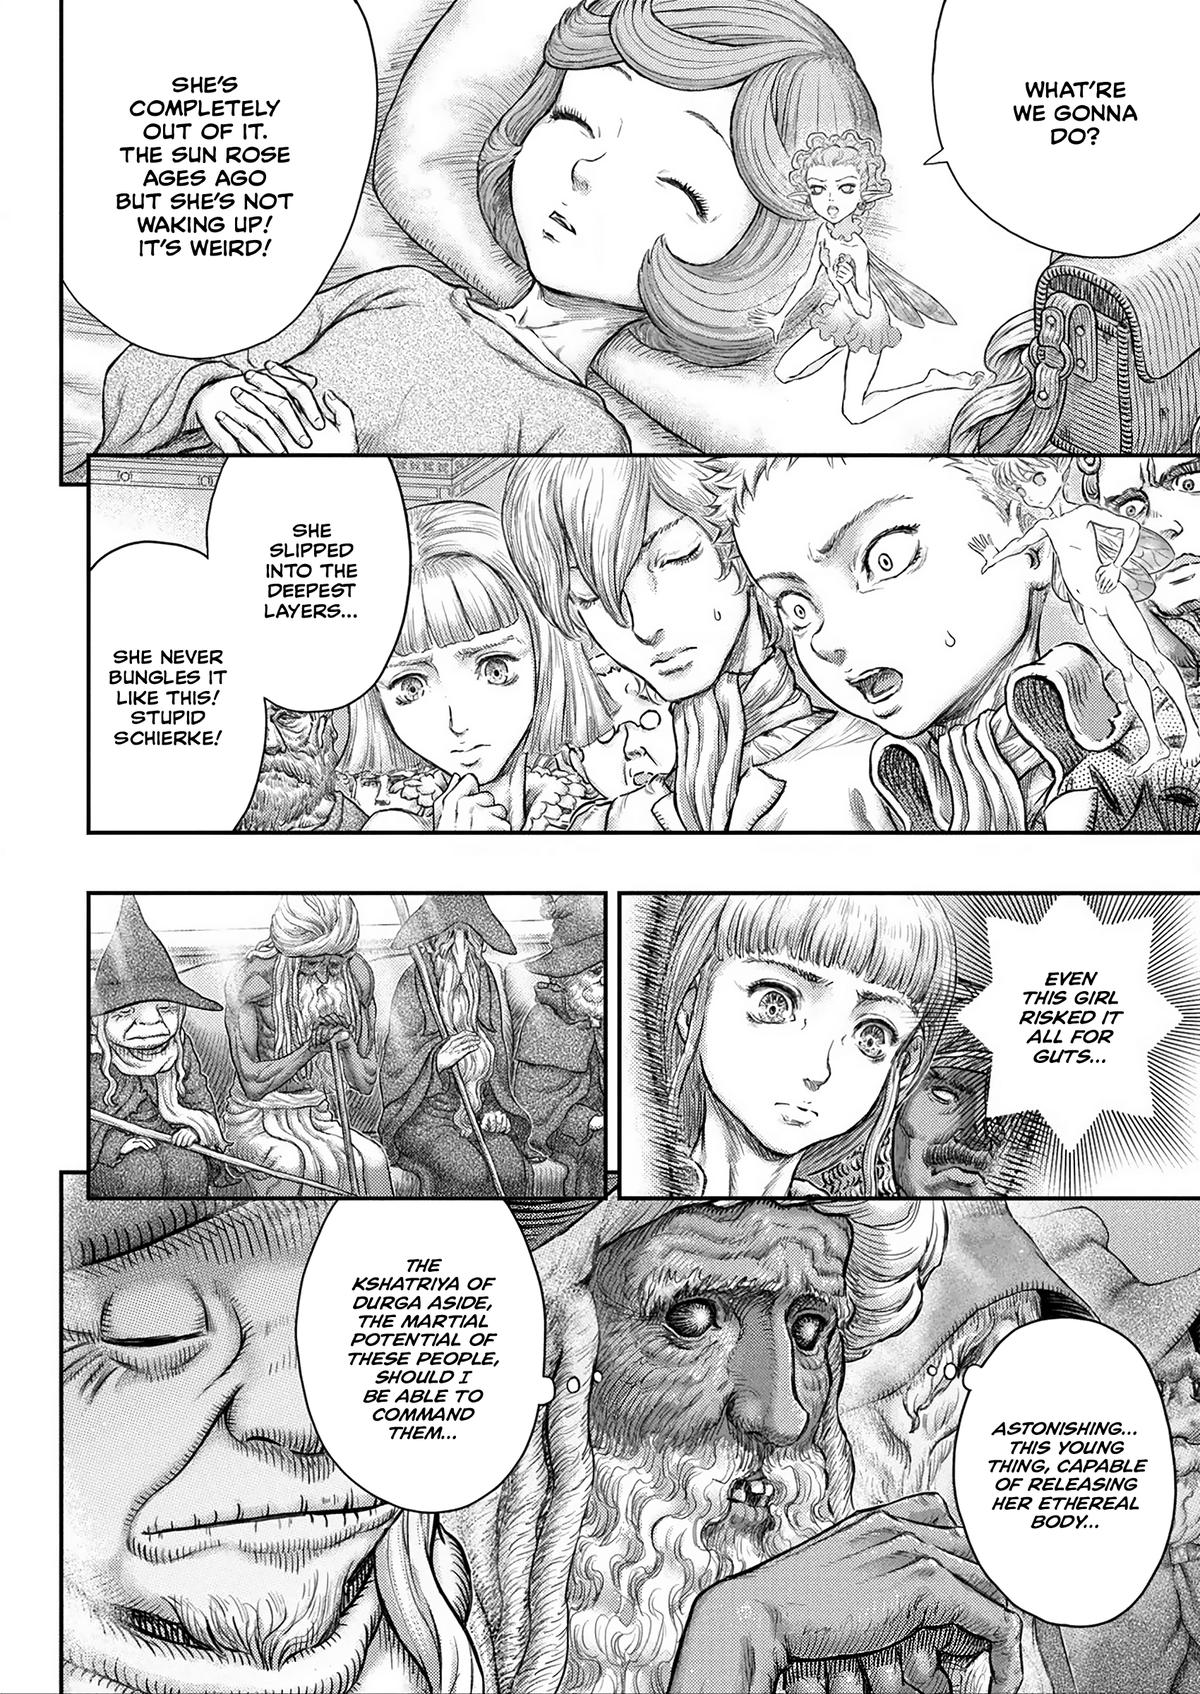 WHAT'RE
WE GONNA
DO?
SHE'S
COMPLETELY
OUT OF IT.
THE SUN ROSE
AGES AGO
BUT SHE'S NOT
WAKING UP!
IT'S WEIRD!
SHE
SLIPPED
INTO THE
DEEPEST
LAYERS...
SHE NEVER
BUNGLES IT
LIKE THIS!
STUPID
SCHIERKE!
EVEN
THIS GIRL
RISKED IT
ALL FOR
GUTS...
ASTONISHING...
THIS YOUNG
THING, CAPABLE
OF RELEASING
HER ETHEREAL
BODY...
THE
KSHATRIYA OF
DURGA ASIDE,
THE MARTIAL
POTENTIAL OF
THESE PEOPLE,
SHOULD I
BE ABLE TO
COMMAND
THEM...